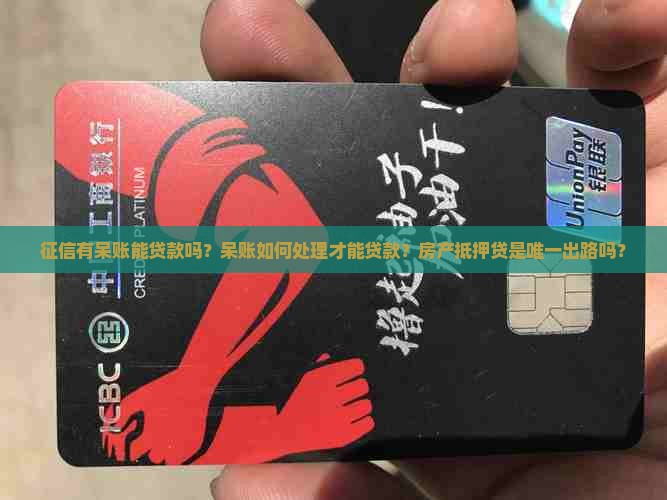 征信有呆账能贷款吗？呆账如何处理才能贷款？房产抵押贷是唯一出路吗？
中 工商银行
CREDIT PLATINUM
ICBC
撸起袖子
加油干！
UnionPay
银联